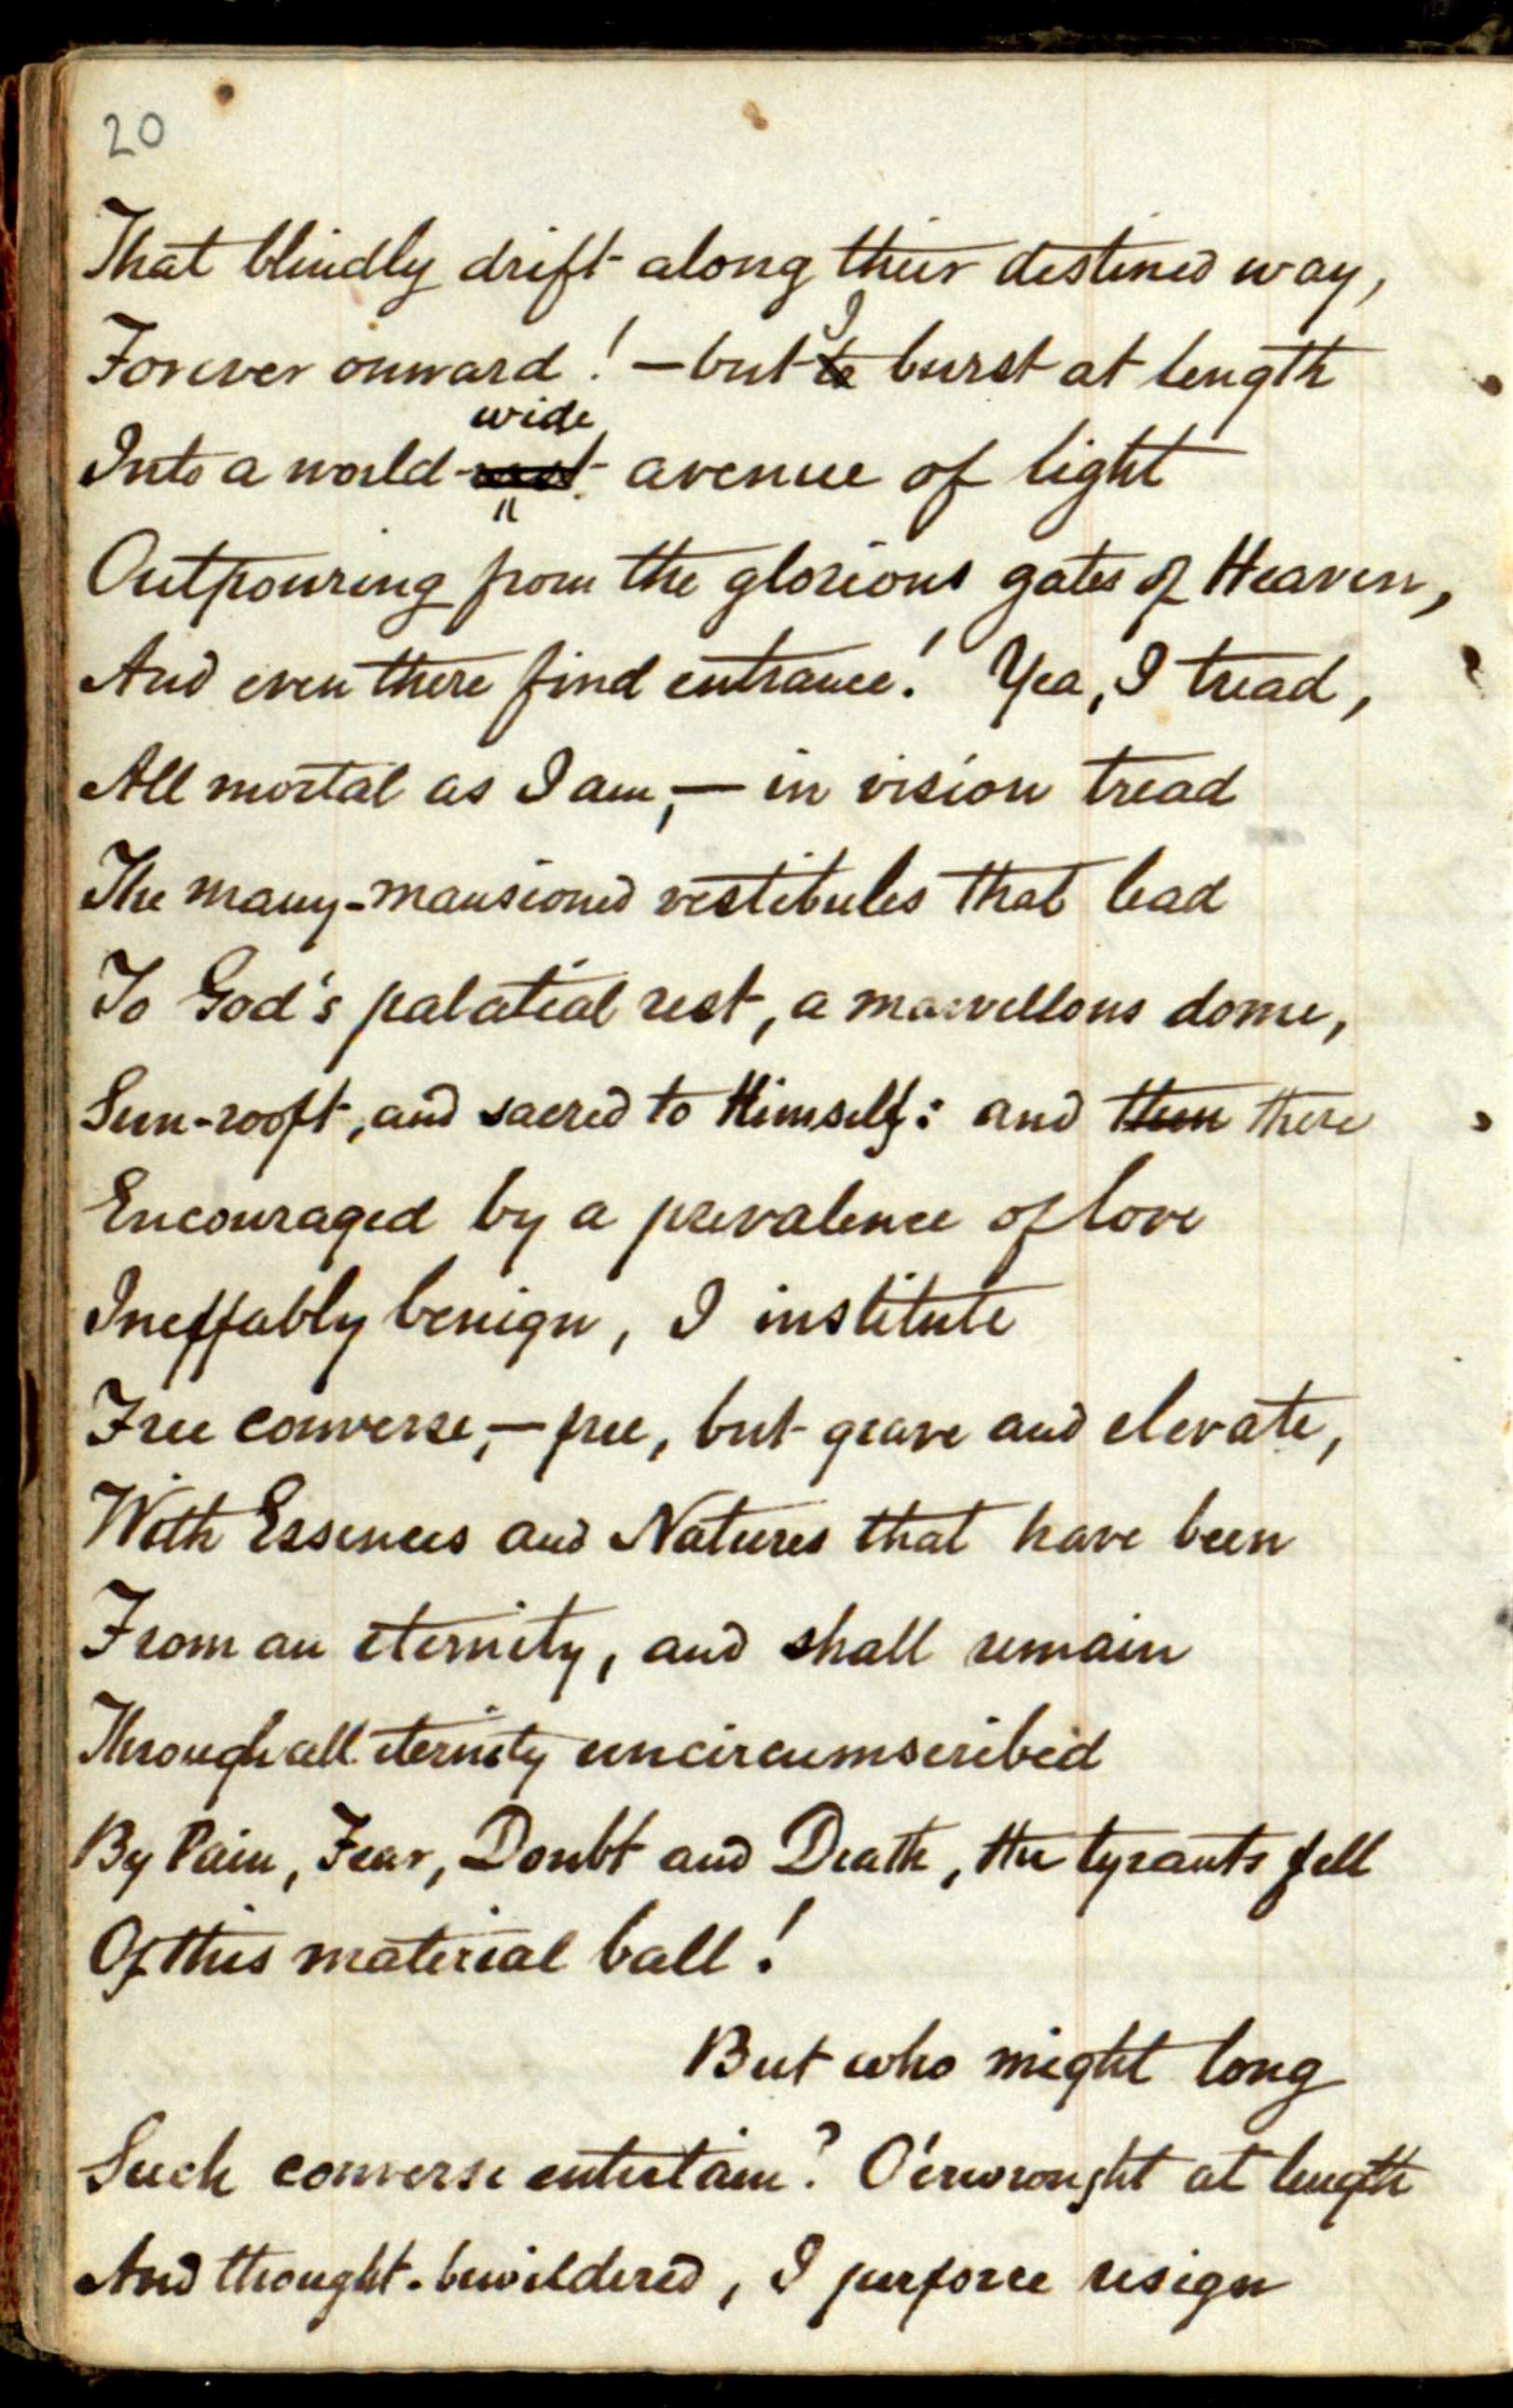 20
That blindly drift along their destined way,
Forever onward! — but I burst at length
wide
Into a world- avenue of light
Outpouring from the glorious gates of Heaven,
And even there find entrance! Yea, I tread,
All mortal as I am, — in vision tread
The many-mansioned vestibules that lead
To God's palatial rest, a marvellous dome,
Sun-rooft, and sacred to Himself: and then there
Encouraged by a prevalence of love
Ineffably benign, I institute
Free converse, — free, but grave and elevate,
With Essences and Natures that have been
From an eternity, and shall remain
Through all eternity uncircumscribed
By Pain, Fear, Doubt and Death, the tyrants fell
Of this material ball!
But who might long
Such converse entertain? O'erwrought at length
And thought-bewildered, I perforce resign